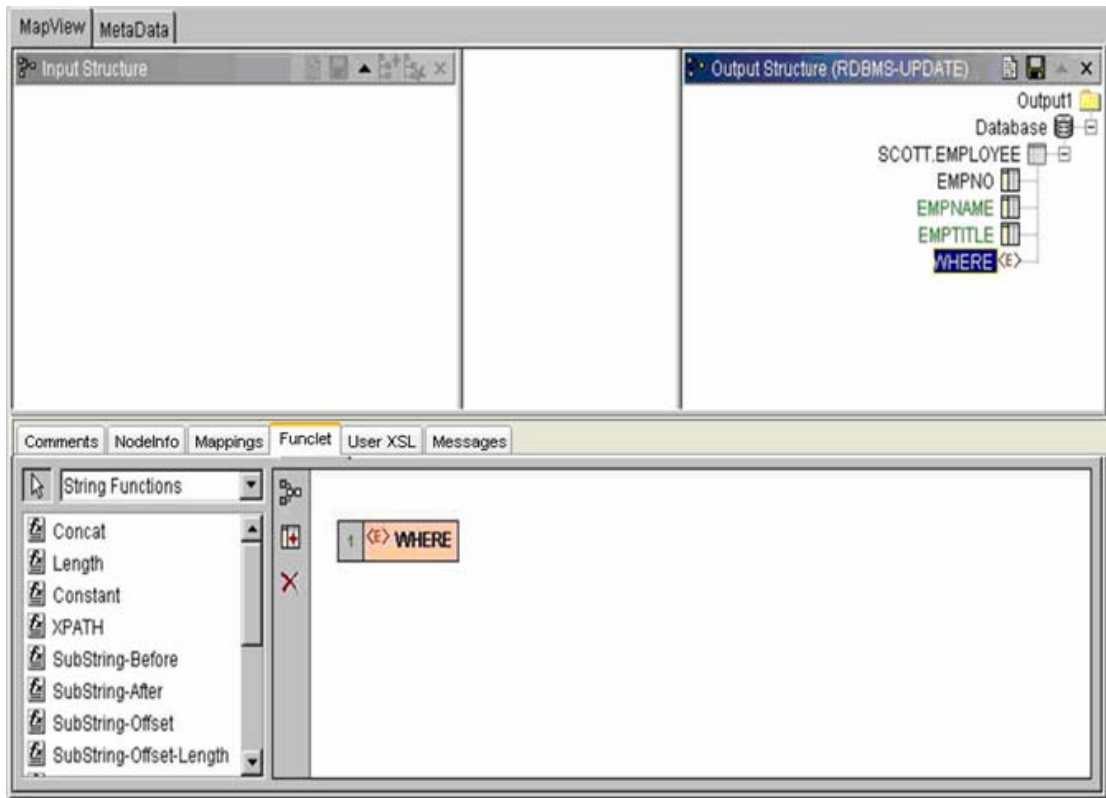 MapView MetaData
Input Structure
Output Structure (RDBMS-UPDATE)
Output1
Database
SCOTT.EMPLOYEE
EMPNO
EMPNAME
EMPTITLE
WHERE <E>
Comments NodeInfo Mappings Funclet User XSL Messages
String Functions
Concat
Length
Constant
XPATH
SubString-Before
SubString-After
SubString-Offset
SubString-Offset-Length
1 <E> WHERE